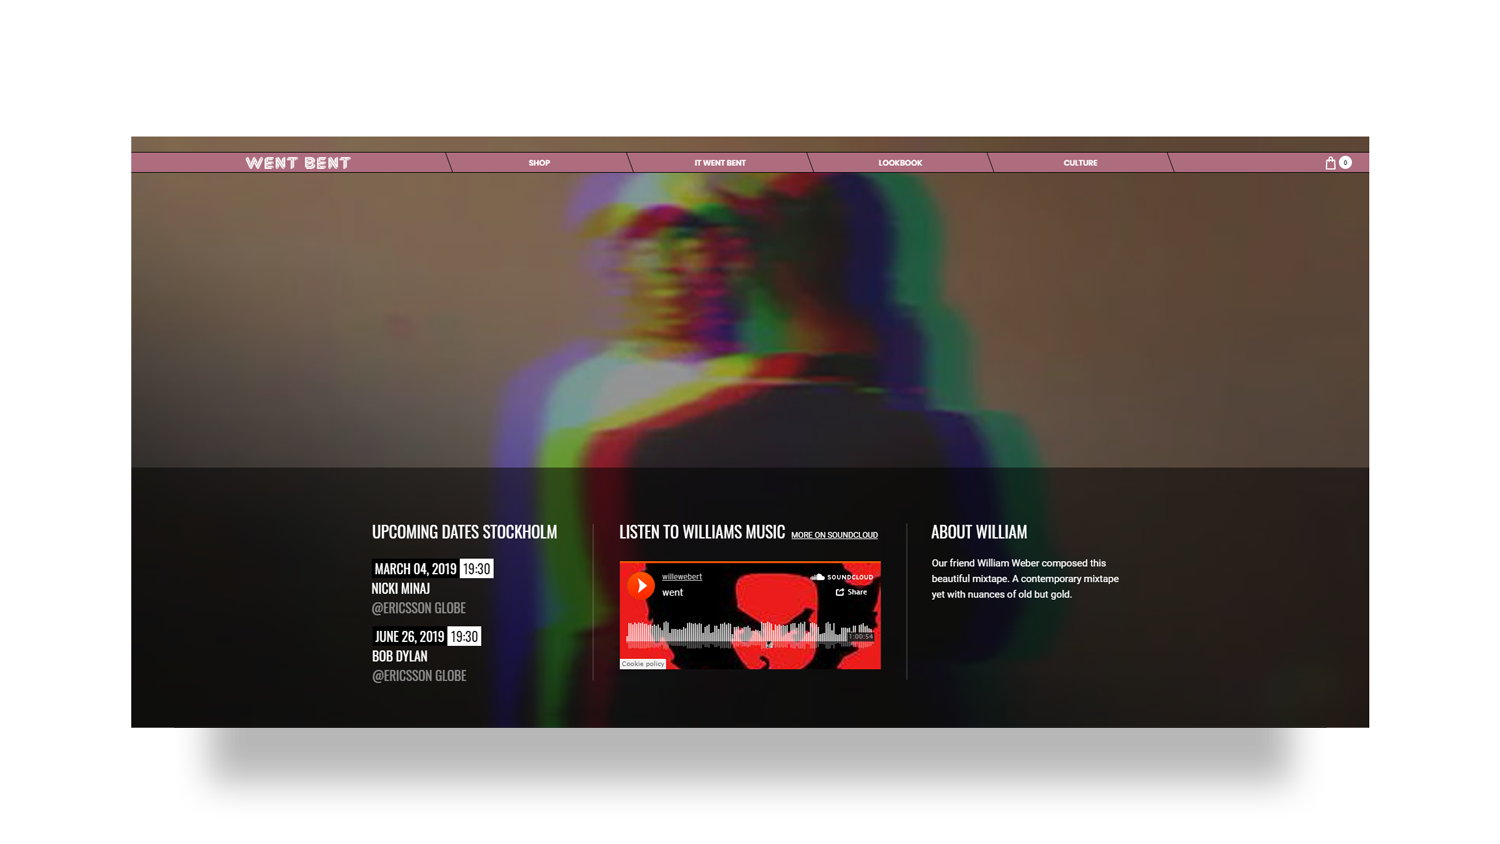 WENT BENT
SHOP
IT WENT BENT
LOOKBOOK
CULTURE
0
UPCOMING DATES STOCKHOLM
MARCH 04, 2019 19:30
NICKI MINAJ
@ERICSSON GLOBE
JUNE 26, 2019 19:30
BOB DYLAN
@ERICSSON GLOBE
LISTEN TO WILLIAMS MUSIC MORE ON SOUNDCLOUD
willewebert
SOUNDCLOUD
went
Share
1:00:54
Cookie policy
ABOUT WILLIAM
Our friend William Weber composed this
beautiful mixtape. A contemporary mixtape
yet with nuances of old but gold.